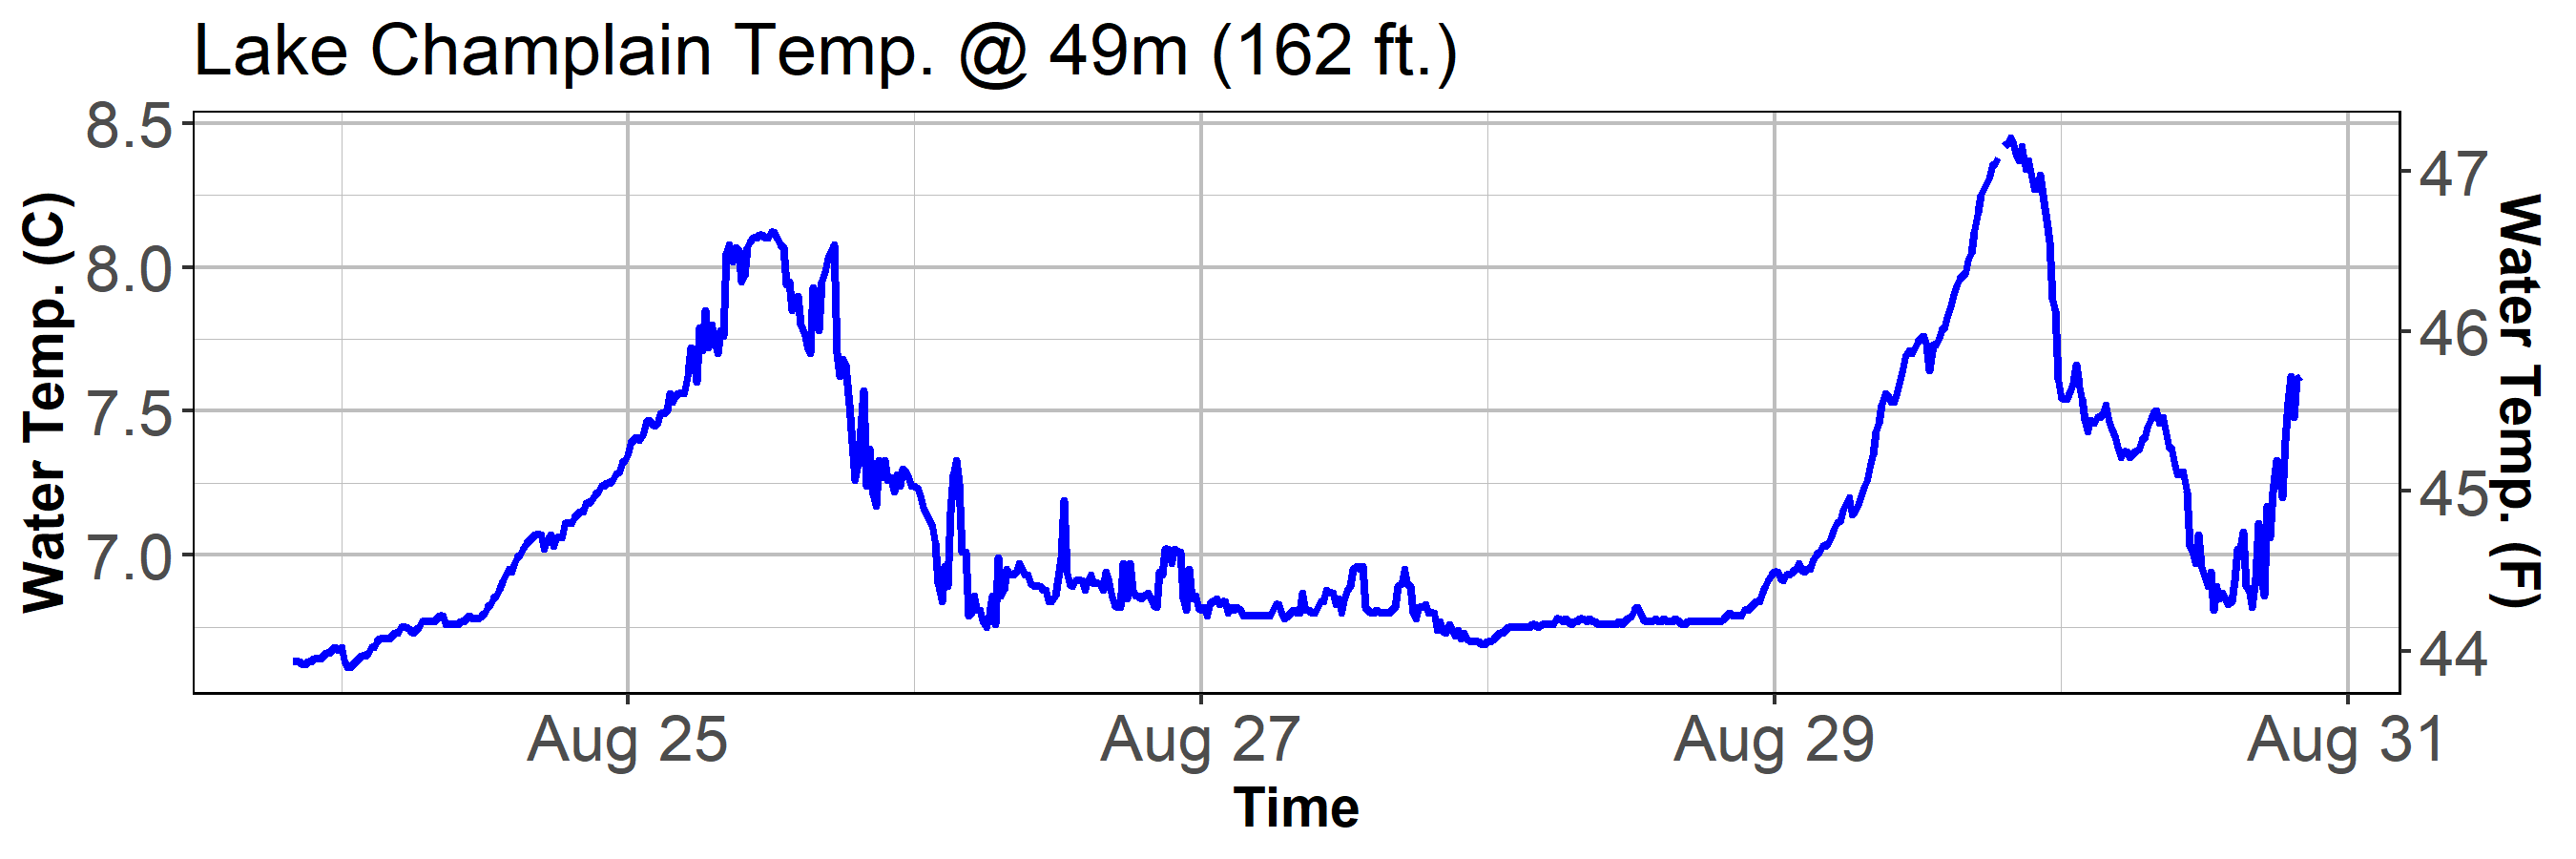 Lake Champlain Temp. @ 49m (162 ft.)
Water Temp. (C)
8.5
8.0
7.5
7.0
47
46
45
44
Water Temp. (F)
Aug 25
Aug 27
Aug 29
Aug 31
Time